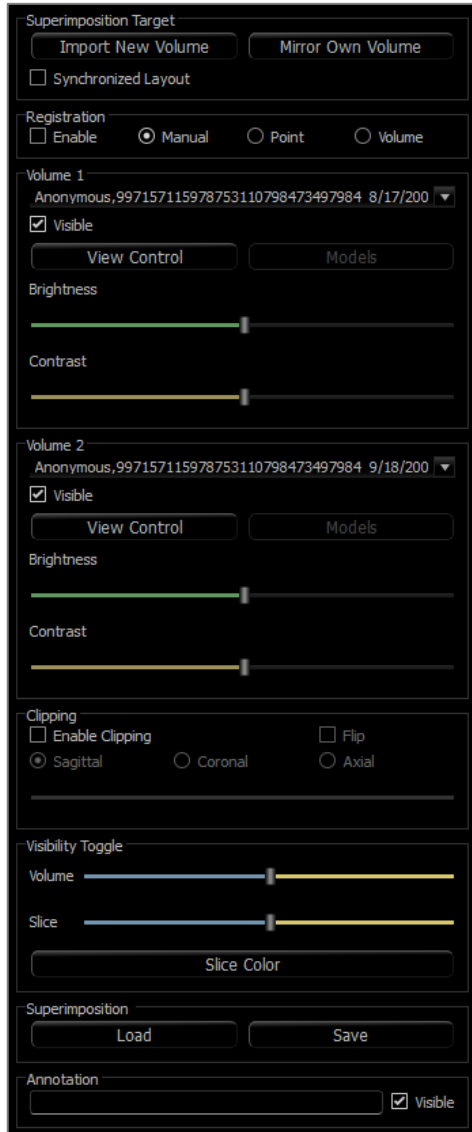 Superimposition Target
Import New Volume Mirror Own Volume
Synchronized Layout
Registration
Enable Manual Point Volume
Volume 1
Anonymous,9971571159787531107984​73497984 8/17/200
Visible
View Control Models
Brightness
Contrast
Volume 2
Anonymous,997157115978753110798473497984 9/18/200
Visible
View Control Models
Brightness
Contrast
Clipping
Enable Clipping Flip
Sagittal Coronal Axial
Visibility Toggle
Volume
Slice
Slice Color
Superimposition
Load Save
Annotation
Visible